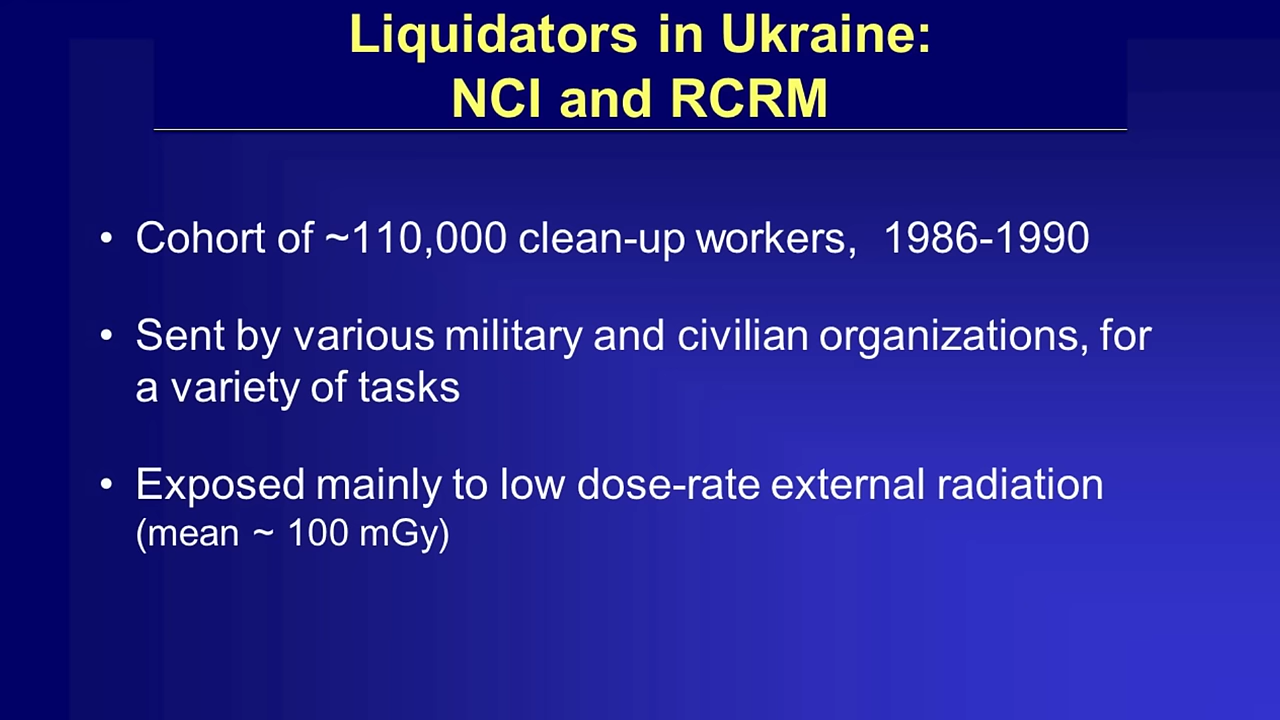 Liquidators in Ukraine:
NCI and RCRM
• Cohort of ~110,000 clean-up workers, 1986-1990
• Sent by various military and civilian organizations, for
a variety of tasks
• Exposed mainly to low dose-rate external radiation
(mean ~ 100 mGy)